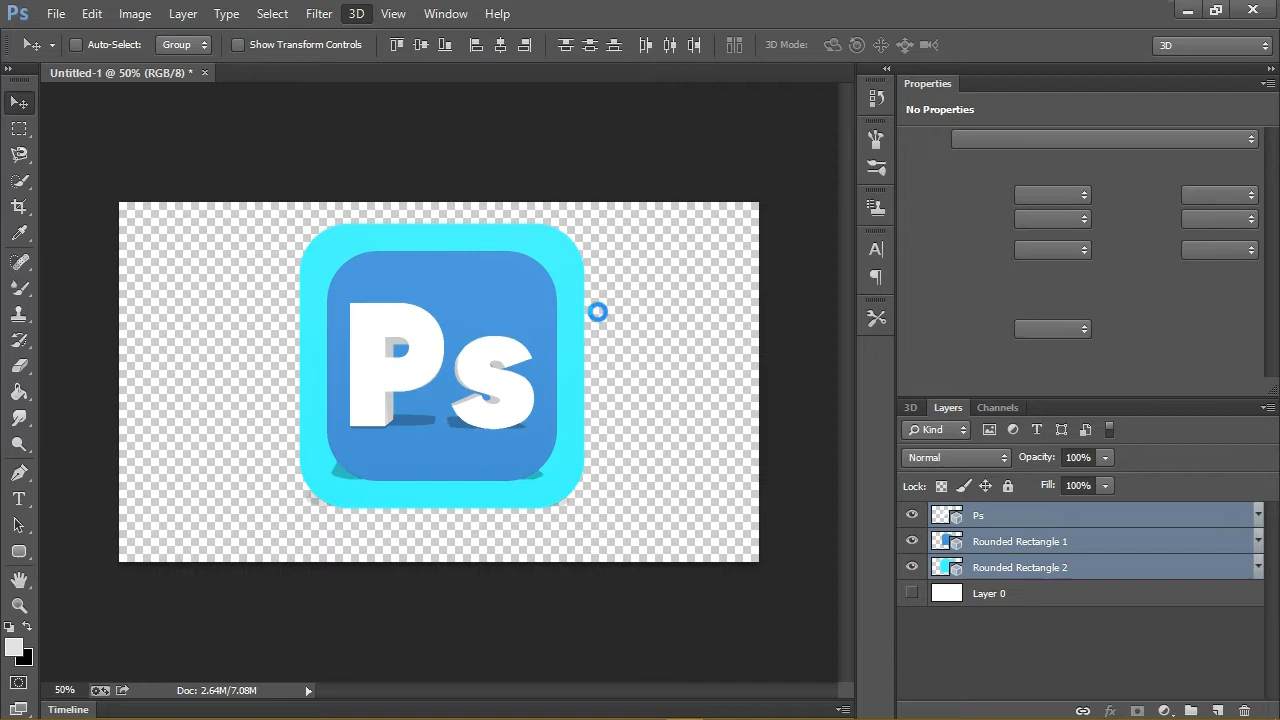 Ps File Edit Image Layer Type Select Filter 3D View Window Help
Auto-Select: Group Show Transform Controls 3D Mode: 3D
Untitled-1 @ 50% (RGB/8) * ×
Properties
No Properties
Ps
3D Layers Channels
Kind
Normal Opacity: 100%
Lock: Fill: 100%
Ps
Rounded Rectangle 1
Rounded Rectangle 2
Layer 0
50% Doc: 2.64M/7.08M
Timeline